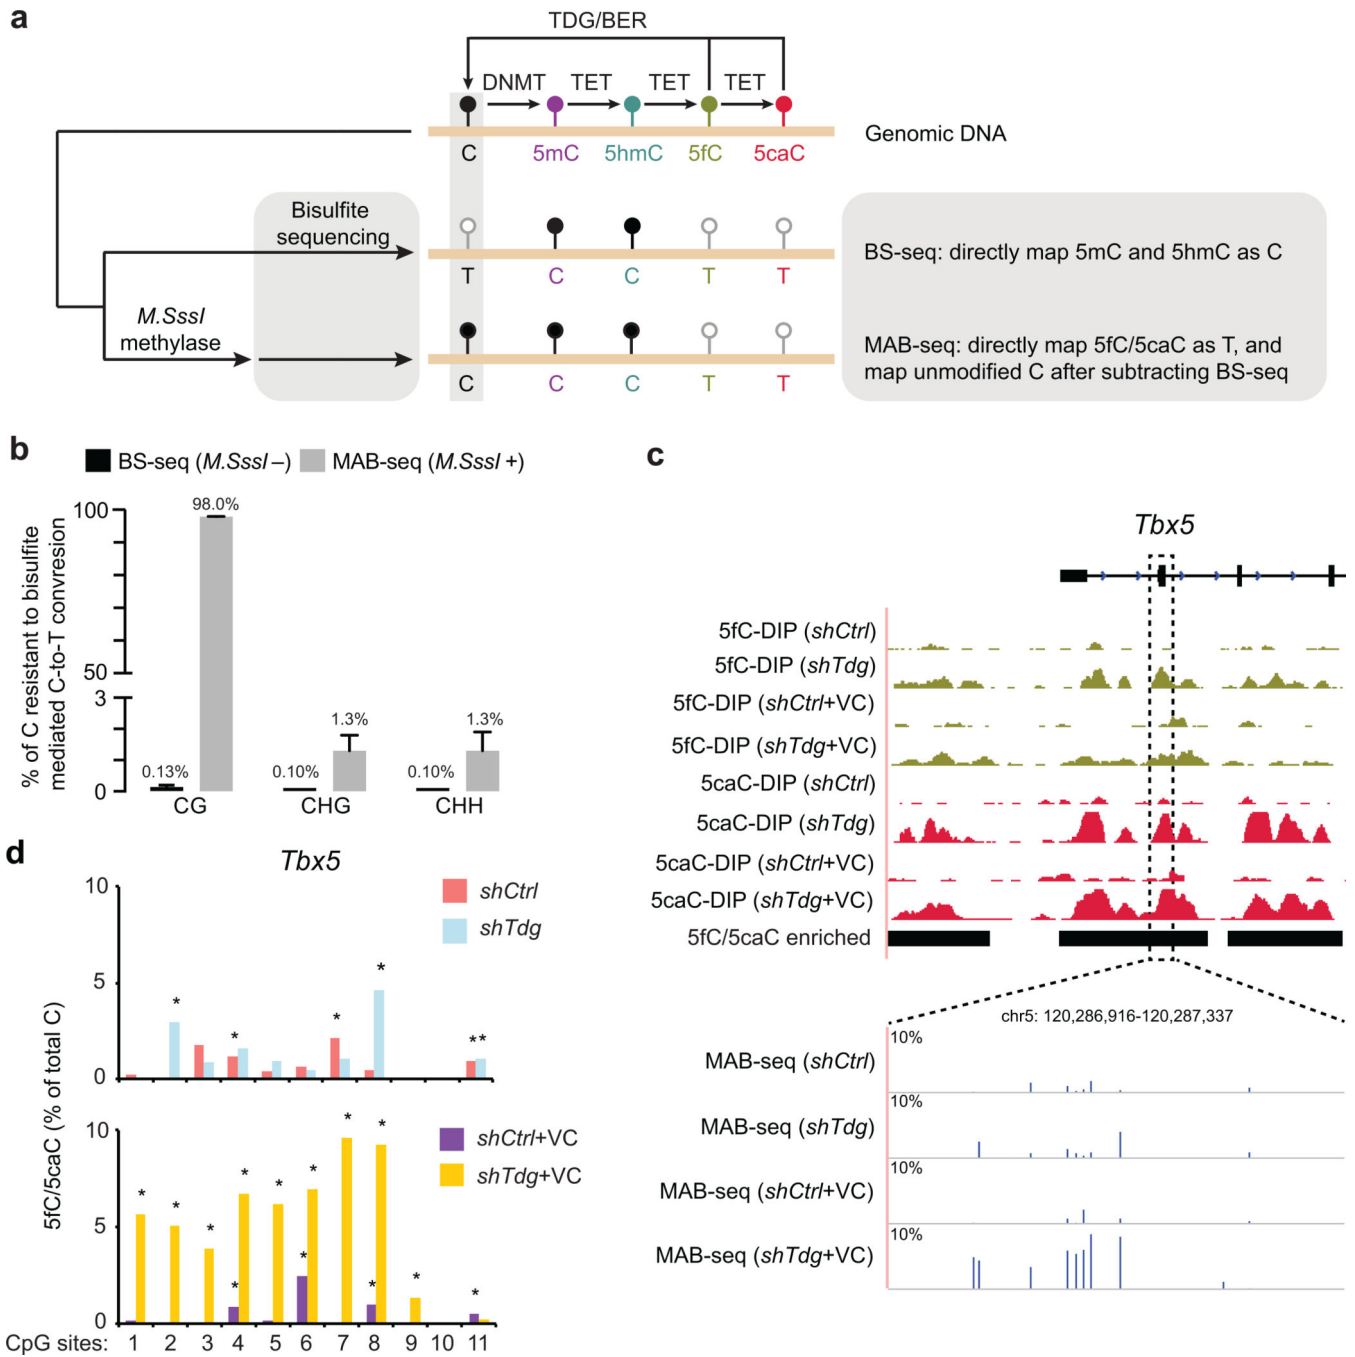 a
TDG/BER
DNMT TET TET TET
C 5mC 5hmC 5fC 5caC
Genomic DNA
Bisulfite
sequencing
T C C T T
BS-seq: directly map 5mC and 5hmC as C
M.SssI
methylase
C C C T T
MAB-seq: directly map 5fC/5caC as T, and
map unmodified C after subtracting BS-seq
b
BS-seq (M.SssI –) MAB-seq (M.SssI +)
% of C resistant to bisulfite
mediated C-to-T convresion
100
50
3
0
98.0%
0.13%
0.10%
1.3%
0.10%
1.3%
CG CHG CHH
c
Tbx5
5fC-DIP (shCtrl)
5fC-DIP (shTdg)
5fC-DIP (shCtrl+VC)
5fC-DIP (shTdg+VC)
5caC-DIP (shCtrl)
5caC-DIP (shTdg)
5caC-DIP (shCtrl+VC)
5caC-DIP (shTdg+VC)
5fC/5caC enriched
chr5: 120,286,916-120,287,337
10%
MAB-seq (shCtrl)
10%
MAB-seq (shTdg)
10%
MAB-seq (shCtrl+VC)
10%
MAB-seq (shTdg+VC)
d
Tbx5
5fC/5caC (% of total C)
10
5
0
shCtrl
shTdg
* * * * **
10
5
0
shCtrl+VC
shTdg+VC
* * * * * * * * * * * *
CpG sites: 1 2 3 4 5 6 7 8 9 10 11